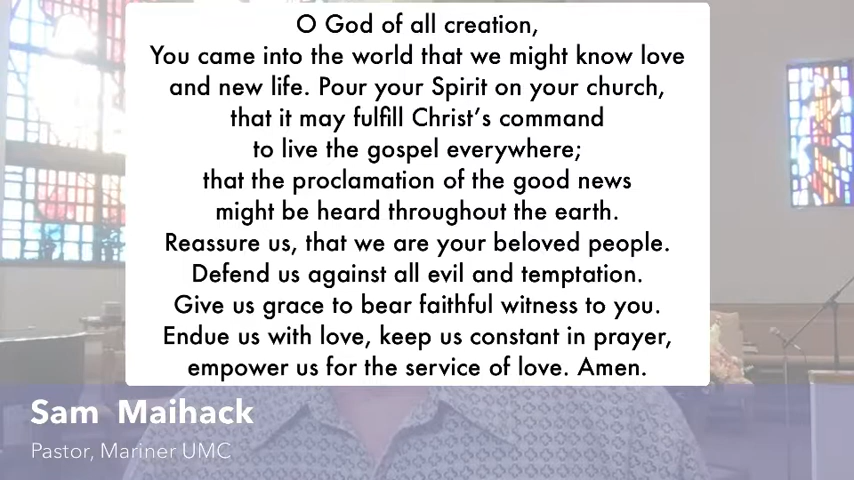 O God of all creation,
You came into the world that we might know love
and new life. Pour your Spirit on your church,
that it may fulfill Christ's command
to live the gospel everywhere;
that the proclamation of the good news
might be heard throughout the earth.
Reassure us, that we are your beloved people.
Defend us against all evil and temptation.
Give us grace to bear faithful witness to you.
Endue us with love, keep us constant in prayer,
empower us for the service of love. Amen.
Sam Maihack
Pastor, Mariner UMC